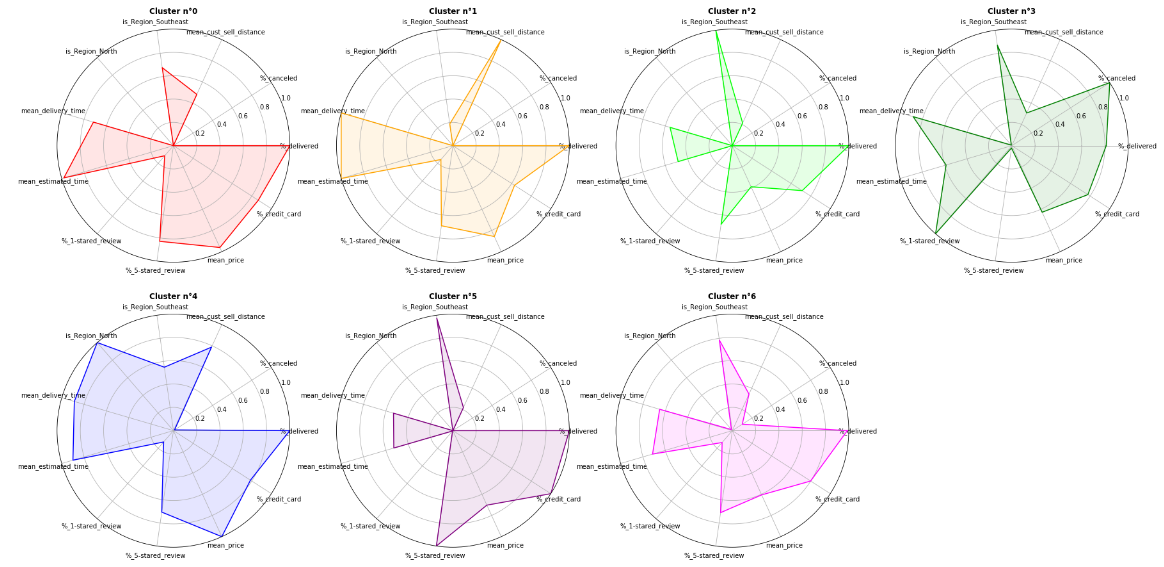 Cluster n°0
is_Region_Southeast
mean_cust_sell_distance
is_Region_North
%_canceled
1.0
0.8
0.6
0.4
0.2
mean_delivery_time
%_delivered
mean_estimated_time
%_credit_card
%_1-stared_review
mean_price
%_5-stared_review
Cluster n°1
is_Region_Southeast
mean_cust_sell_distance
is_Region_North
%_canceled
1.0
0.8
0.6
0.4
0.2
mean_delivery_time
%_delivered
mean_estimated_time
%_credit_card
%_1-stared_review
mean_price
%_5-stared_review
Cluster n°2
is_Region_Southeast
mean_cust_sell_distance
is_Region_North
%_canceled
1.0
0.8
0.6
0.4
0.2
mean_delivery_time
%_delivered
mean_estimated_time
%_credit_card
%_1-stared_review
mean_price
%_5-stared_review
Cluster n°3
is_Region_Southeast
mean_cust_sell_distance
is_Region_North
%_canceled
1.0
0.8
0.6
0.4
0.2
mean_delivery_time
%_delivered
mean_estimated_time
%_credit_card
%_1-stared_review
mean_price
%_5-stared_review
Cluster n°4
is_Region_Southeast
mean_cust_sell_distance
is_Region_North
%_canceled
1.0
0.8
0.6
0.4
0.2
mean_delivery_time
%_delivered
mean_estimated_time
%_credit_card
%_1-stared_review
mean_price
%_5-stared_review
Cluster n°5
is_Region_Southeast
mean_cust_sell_distance
is_Region_North
%_canceled
1.0
0.8
0.6
0.4
0.2
mean_delivery_time
%_delivered
mean_estimated_time
%_credit_card
%_1-stared_review
mean_price
%_5-stared_review
Cluster n°6
is_Region_Southeast
mean_cust_sell_distance
is_Region_North
%_canceled
1.0
0.8
0.6
0.4
0.2
mean_delivery_time
%_delivered
mean_estimated_time
%_credit_card
%_1-stared_review
mean_price
%_5-stared_review